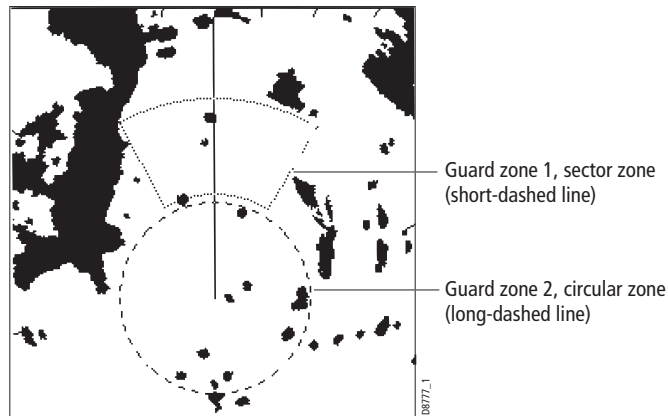 Guard zone 1, sector zone
(short-dashed line)
Guard zone 2, circular zone
(long-dashed line)
D8777_1